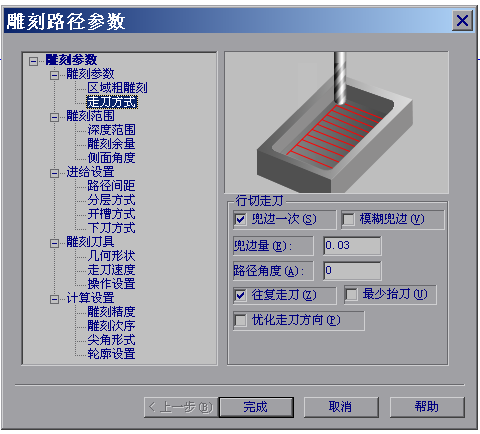 雕刻路径参数
雕刻参数
雕刻参数
区域粗雕刻
走刀方式
雕刻范围
深度范围
雕刻余量
侧面角度
进给设置
路径间距
分层方式
开槽方式
下刀方式
雕刻刀具
几何形状
走刀速度
操作设置
计算设置
雕刻精度
雕刻次序
尖角形式
轮廓设置
行切走刀
兜边一次(S) 模糊兜边(V)
兜边量(E): 0.03
路径角度(A): 0
往复走刀(Z) 最少抬刀(U)
优化走刀方向(P)
<上一步(B) 完成 取消 帮助